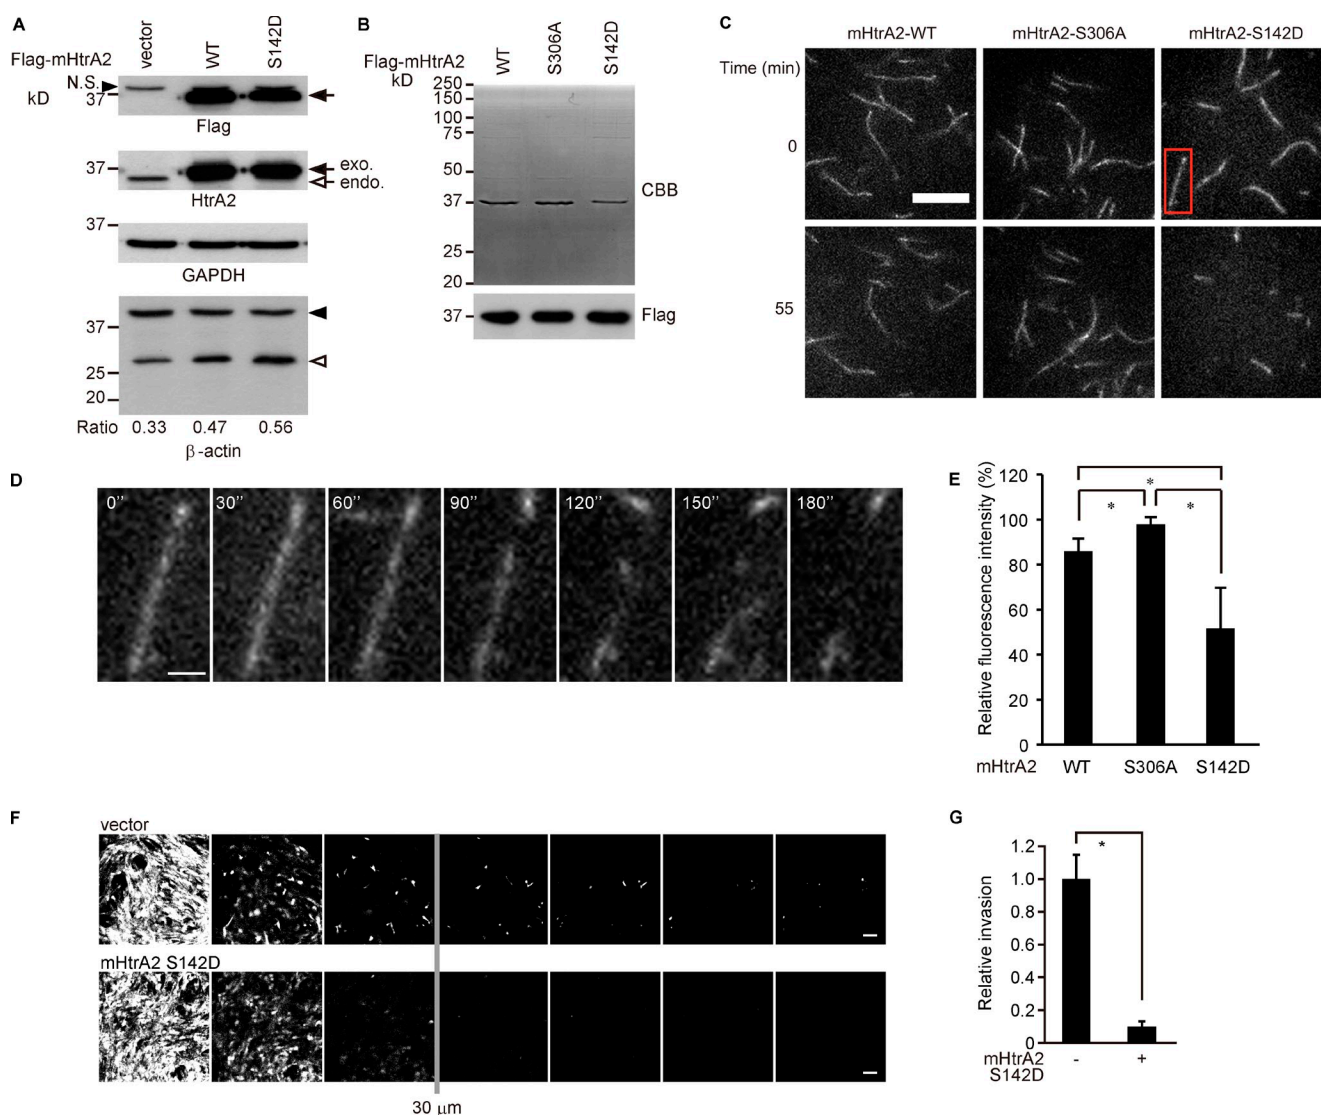 A
Flag-mHtrA2
vector
WT
S142D
N.S.
kD
37
Flag
37
exo.
endo.
HtrA2
37
GAPDH
37
25
20
Ratio 0.33 0.47 0.56
β-actin
B
Flag-mHtrA2
kD
WT
S306A
S142D
250
150
100
75
50
37
25
20
CBB
37
Flag
C
mHtrA2-WT mHtrA2-S306A mHtrA2-S142D
Time (min)
0
55
D
0'' 30'' 60'' 90'' 120'' 150'' 180''
E
Relative fluorescence intensity (%)
120
100
80
60
40
20
0
*
* *
mHtrA2 WT S306A S142D
F
vector
mHtrA2 S142D
30 μm
G
Relative invasion
1.2
1.0
0.8
0.6
0.4
0.2
0
*
mHtrA2 - +
S142D